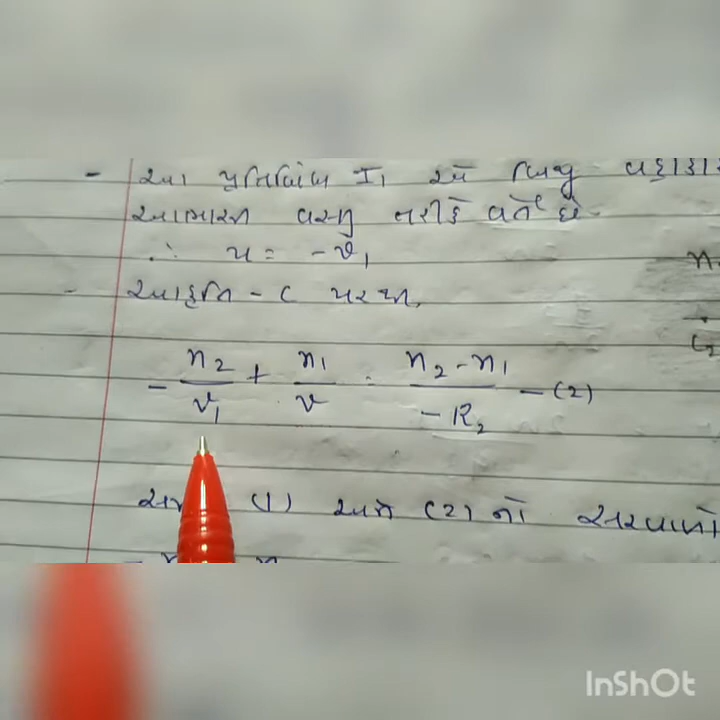 - આ પ્રતિબિંબ I₁ એ બિંદુ
આભાસી વસ્તુ તરીકે વર્તે છે.
∴ u = -v₁
- આકૃતિ - C પરથી,
- n₂/v₁ + n₁/v = n₂-n₁/-R₂ - (2)
(1) અને (2) નો સરવાળો
InShOt